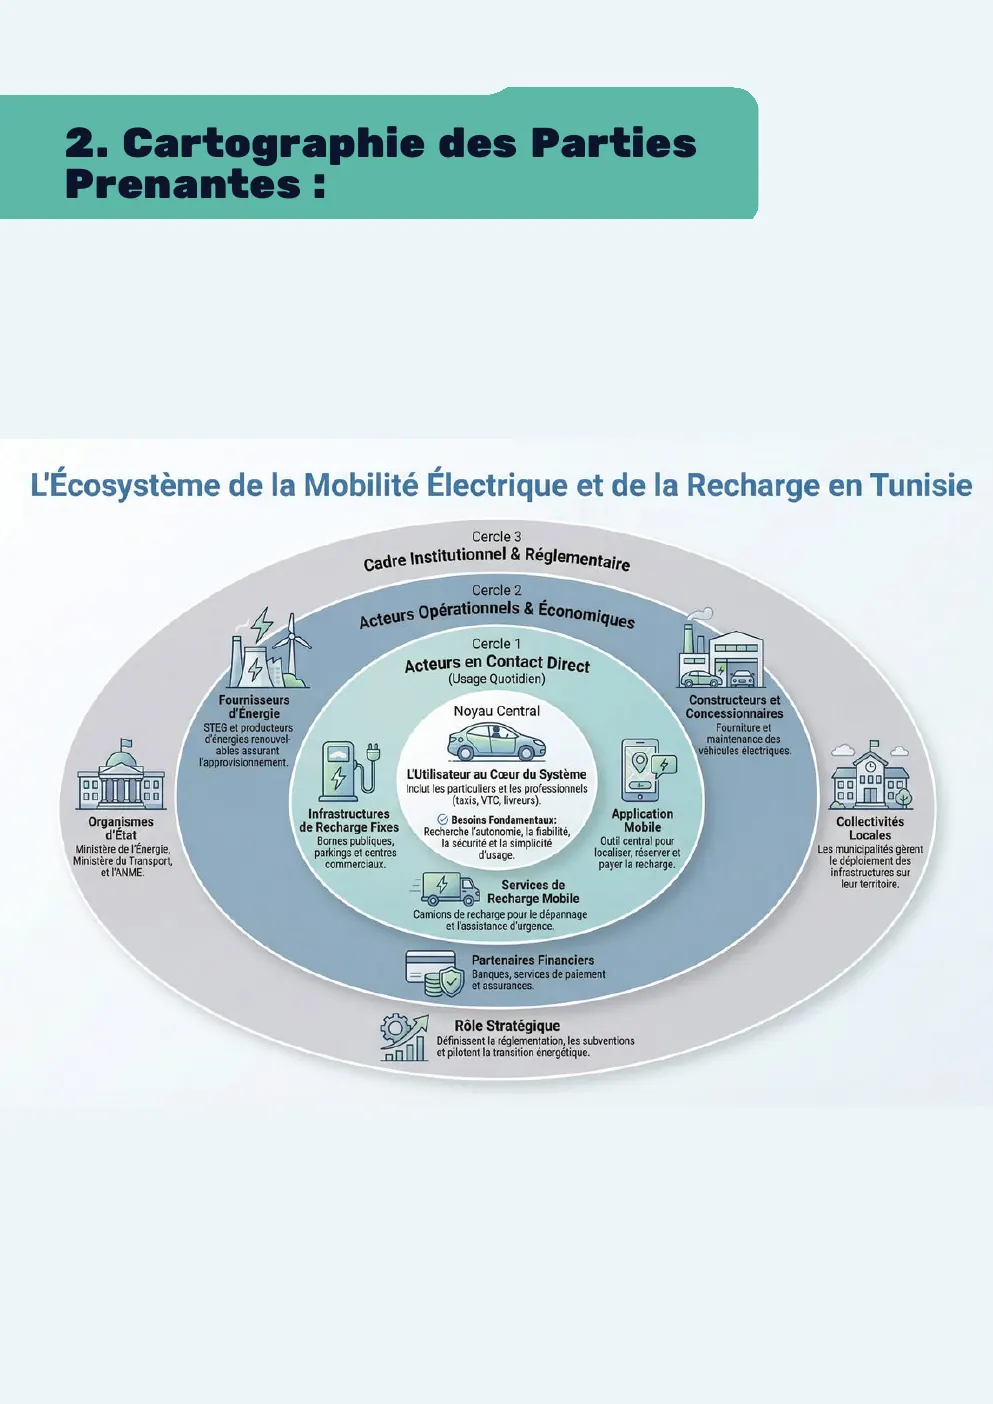 2. Cartographie des Parties
Prenantes :
L'Écosystème de la Mobilité Électrique et de la Recharge en Tunisie
Cercle 3
Cadre Institutionnel & Réglementaire
Cercle 2
Acteurs Opérationnels & Économiques
Cercle 1
Acteurs en Contact Direct
(Usage Quotidien)
Noyau Central
L'Utilisateur au Cœur du Système
Inclut les particuliers et les professionnels
(taxis, VTC, livreurs).
Besoins Fondamentaux:
Recherche l'autonomie, la fiabilité,
la sécurité et la simplicité
d'usage.
Fournisseurs
d'Énergie
STEG et producteurs
d'énergies renouvel-
ables assurant
l'approvisionnement.
Constructeurs et
Concessionnaires
Fourniture et
maintenance des
véhicules électriques.
Organismes
d'État
Ministère de l'Énergie,
Ministère du Transport,
et l'ANME.
Infrastructures
de Recharge Fixes
Bornes publiques,
parkings et centres
commerciaux.
Application
Mobile
Outil central pour
localiser, réserver et
payer la recharge.
Collectivités
Locales
Les municipalités gèrent
le déploiement des
infrastructures sur
leur territoire.
Services de
Recharge Mobile
Camions de recharge pour le dépannage
et l'assistance d'urgence.
Partenaires Financiers
Banques, services de paiement
et assurances.
Rôle Stratégique
Définissent la réglementation, les subventions
et pilotent la transition énergétique.